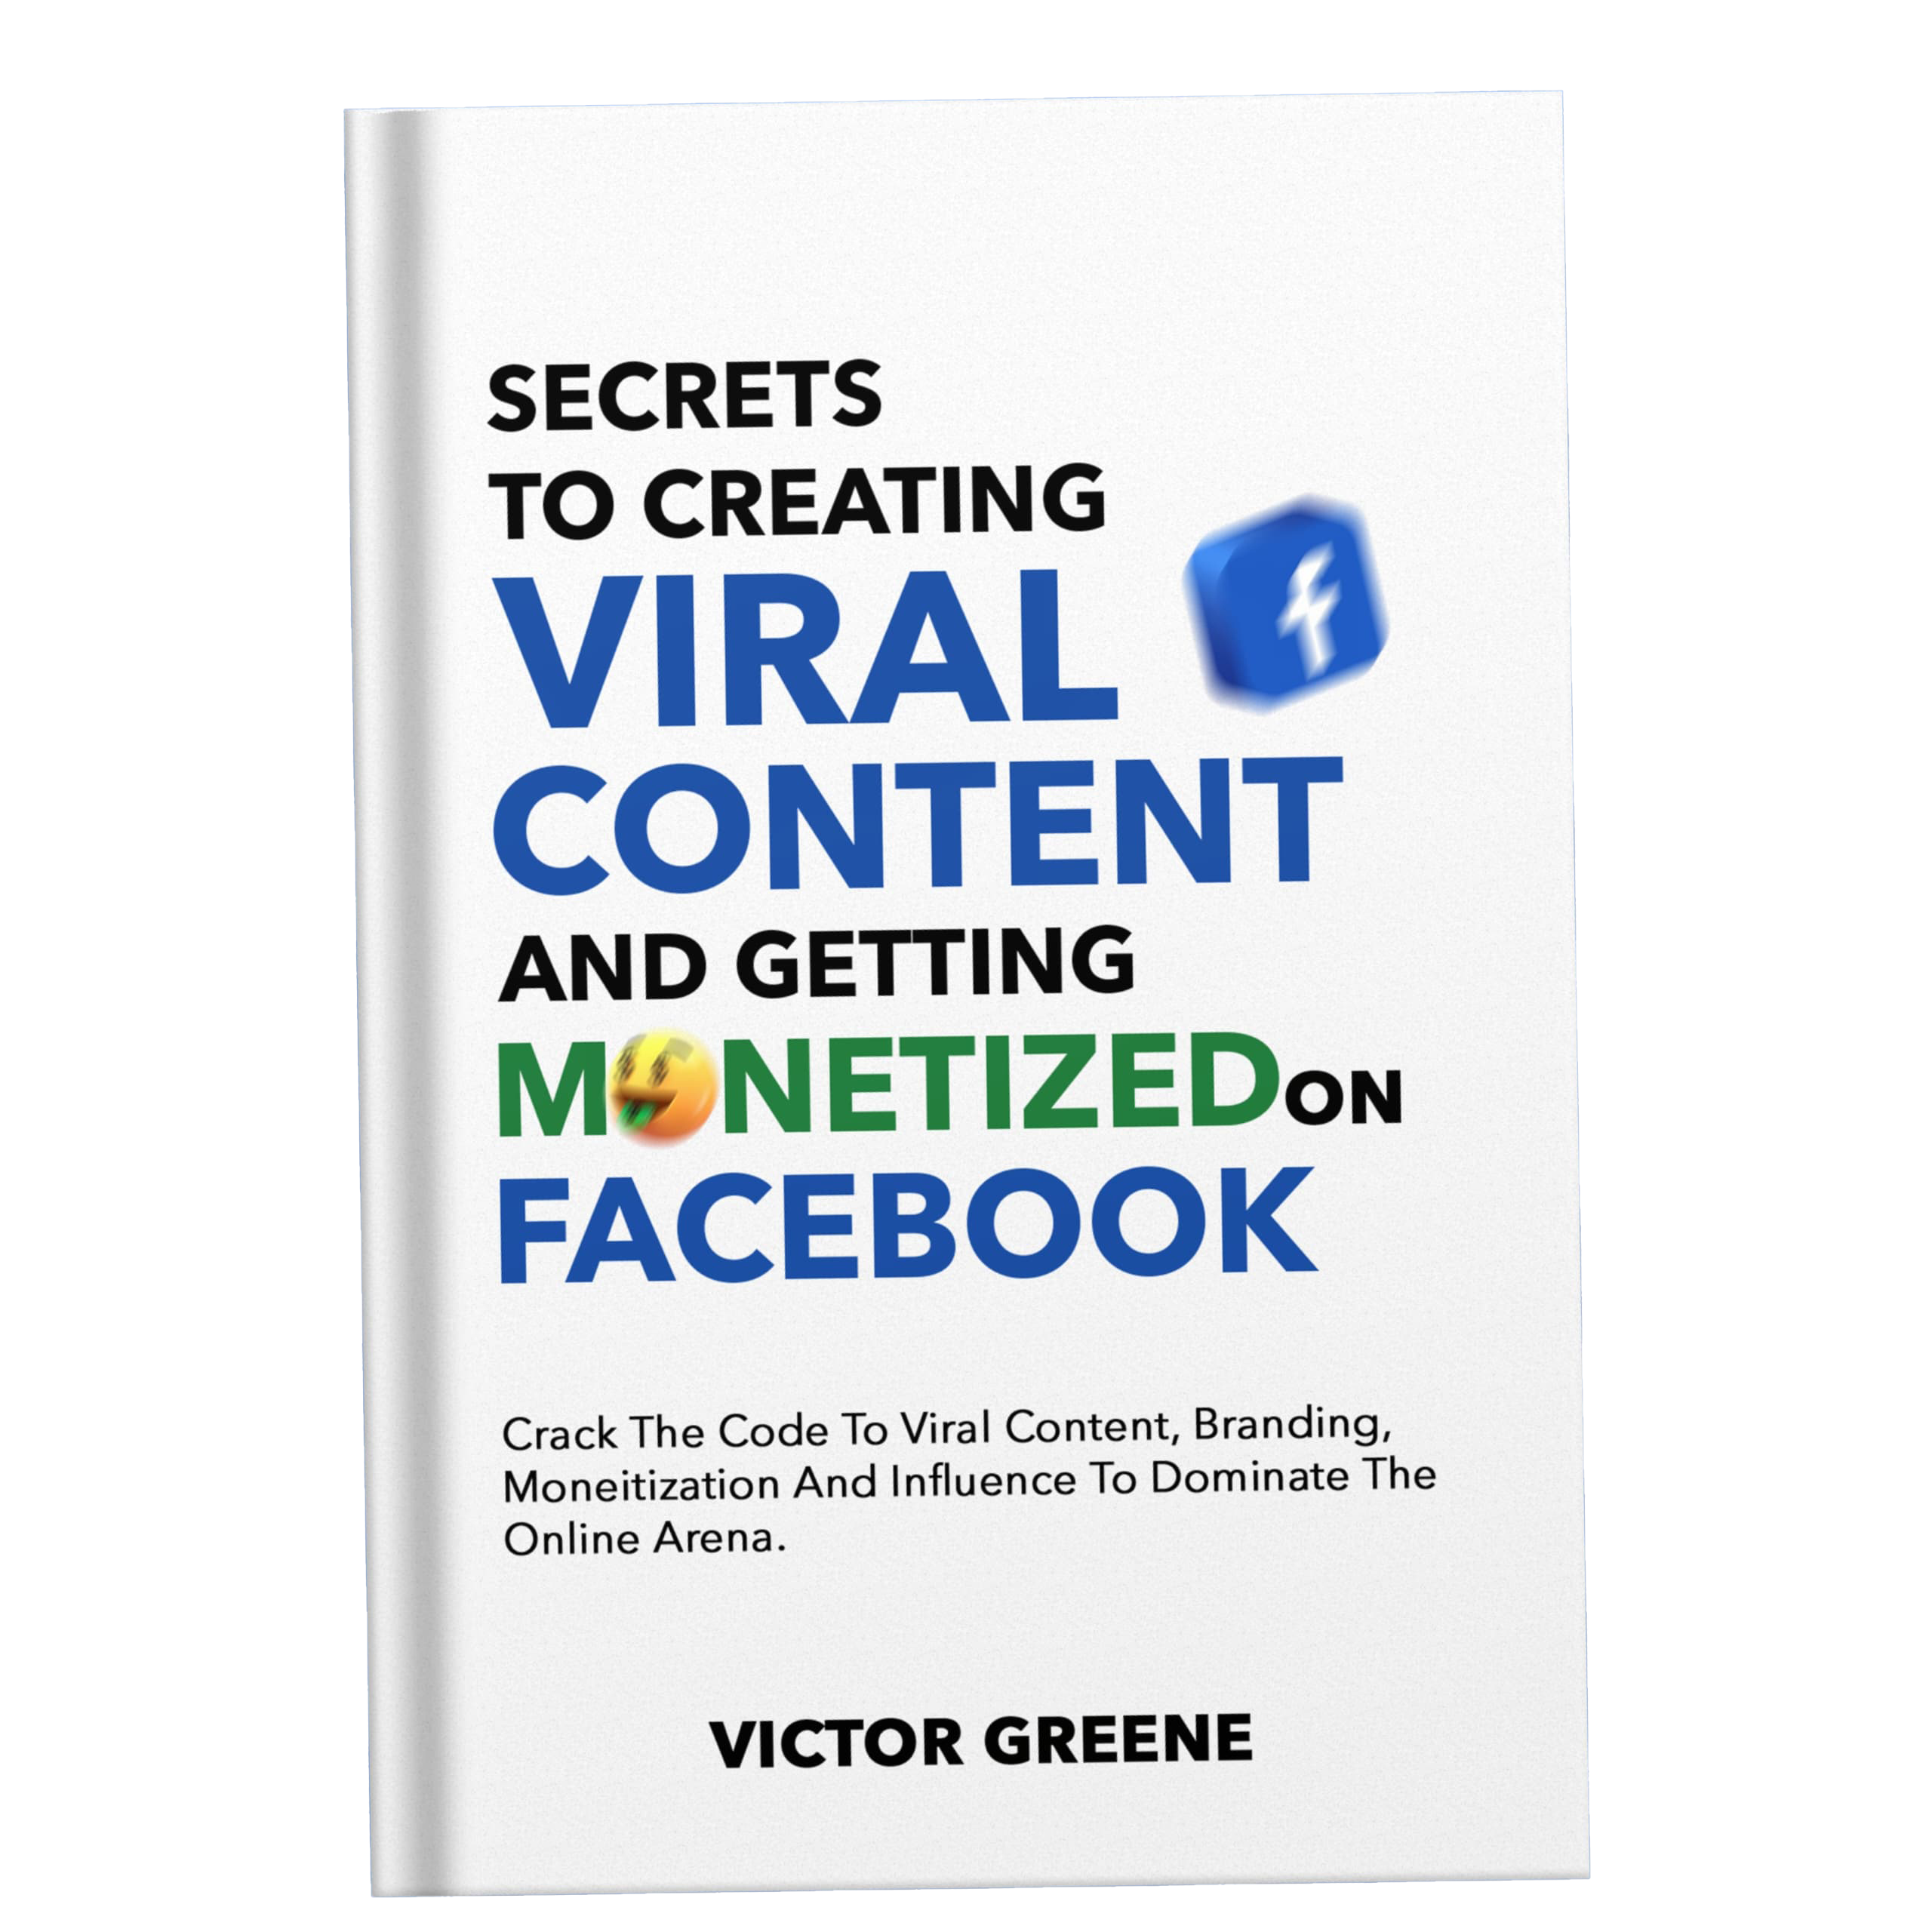 SECRETS
TO CREATING
VIRAL
CONTENT
AND GETTING
MNETIZED ON
FACEBOOK
Crack The Code To Viral Content, Branding,
Moneitization And Influence To Dominate The
Online Arena.
VICTOR GREENE